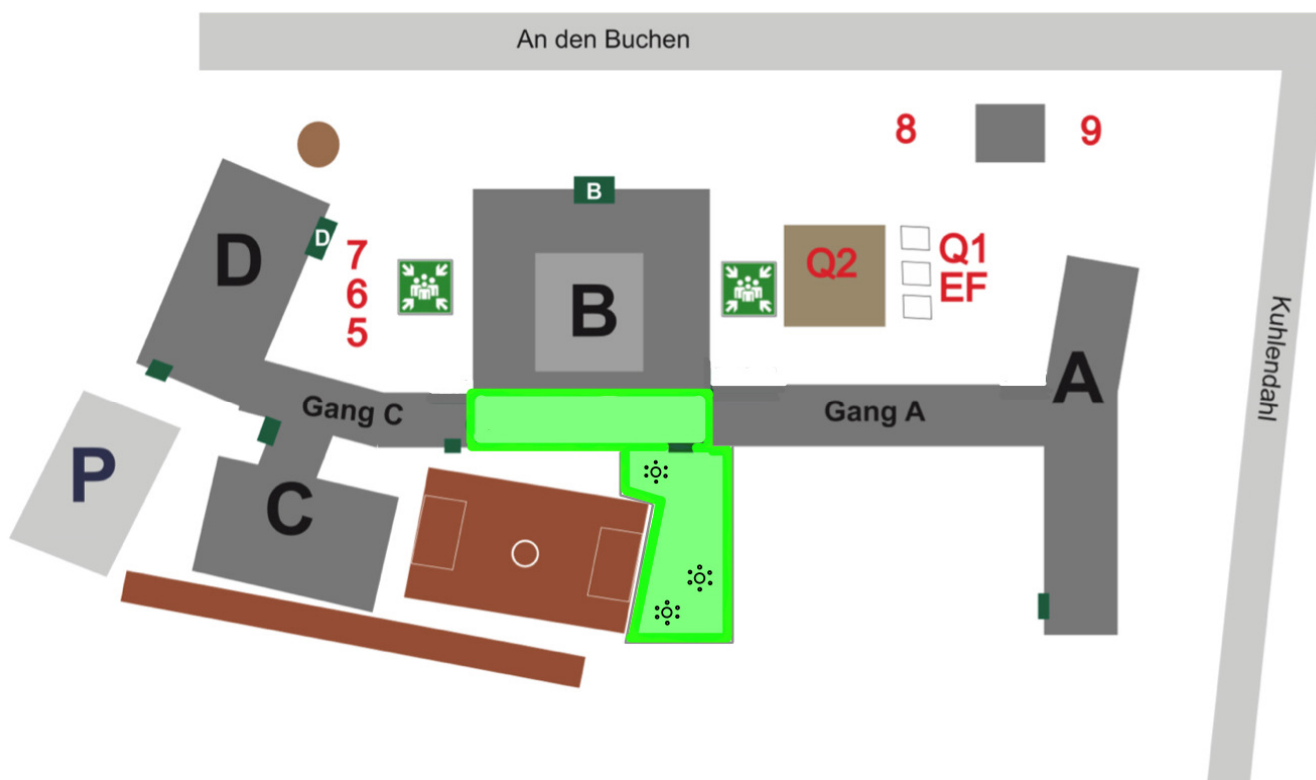 An den Buchen
8
9
B
D
D
7
6
5
B
Q2
Q1
EF
A
Kuhlendahl
Gang C
Gang A
P
C